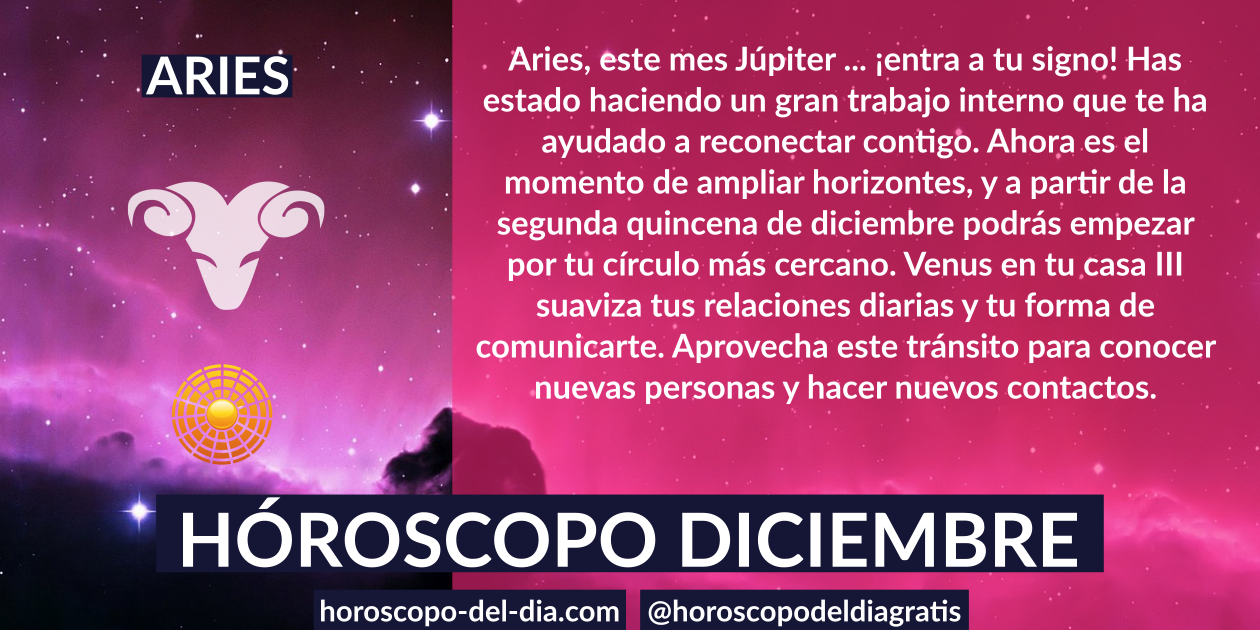 ARIES
Aries, este mes Júpiter ... ¡entra a tu signo! Has
estado haciendo un gran trabajo interno que te ha
ayudado a reconectar contigo. Ahora es el
momento de ampliar horizontes, y a partir de la
segunda quincena de diciembre podrás empezar
por tu círculo más cercano. Venus en tu casa III
suaviza tus relaciones diarias y tu forma de
comunicarte. Aprovecha este tránsito para conocer
nuevas personas y hacer nuevos contactos.
HÓROSCOPO DICIEMBRE
horoscopo-del-dia.com
@horoscopodeldiagratis